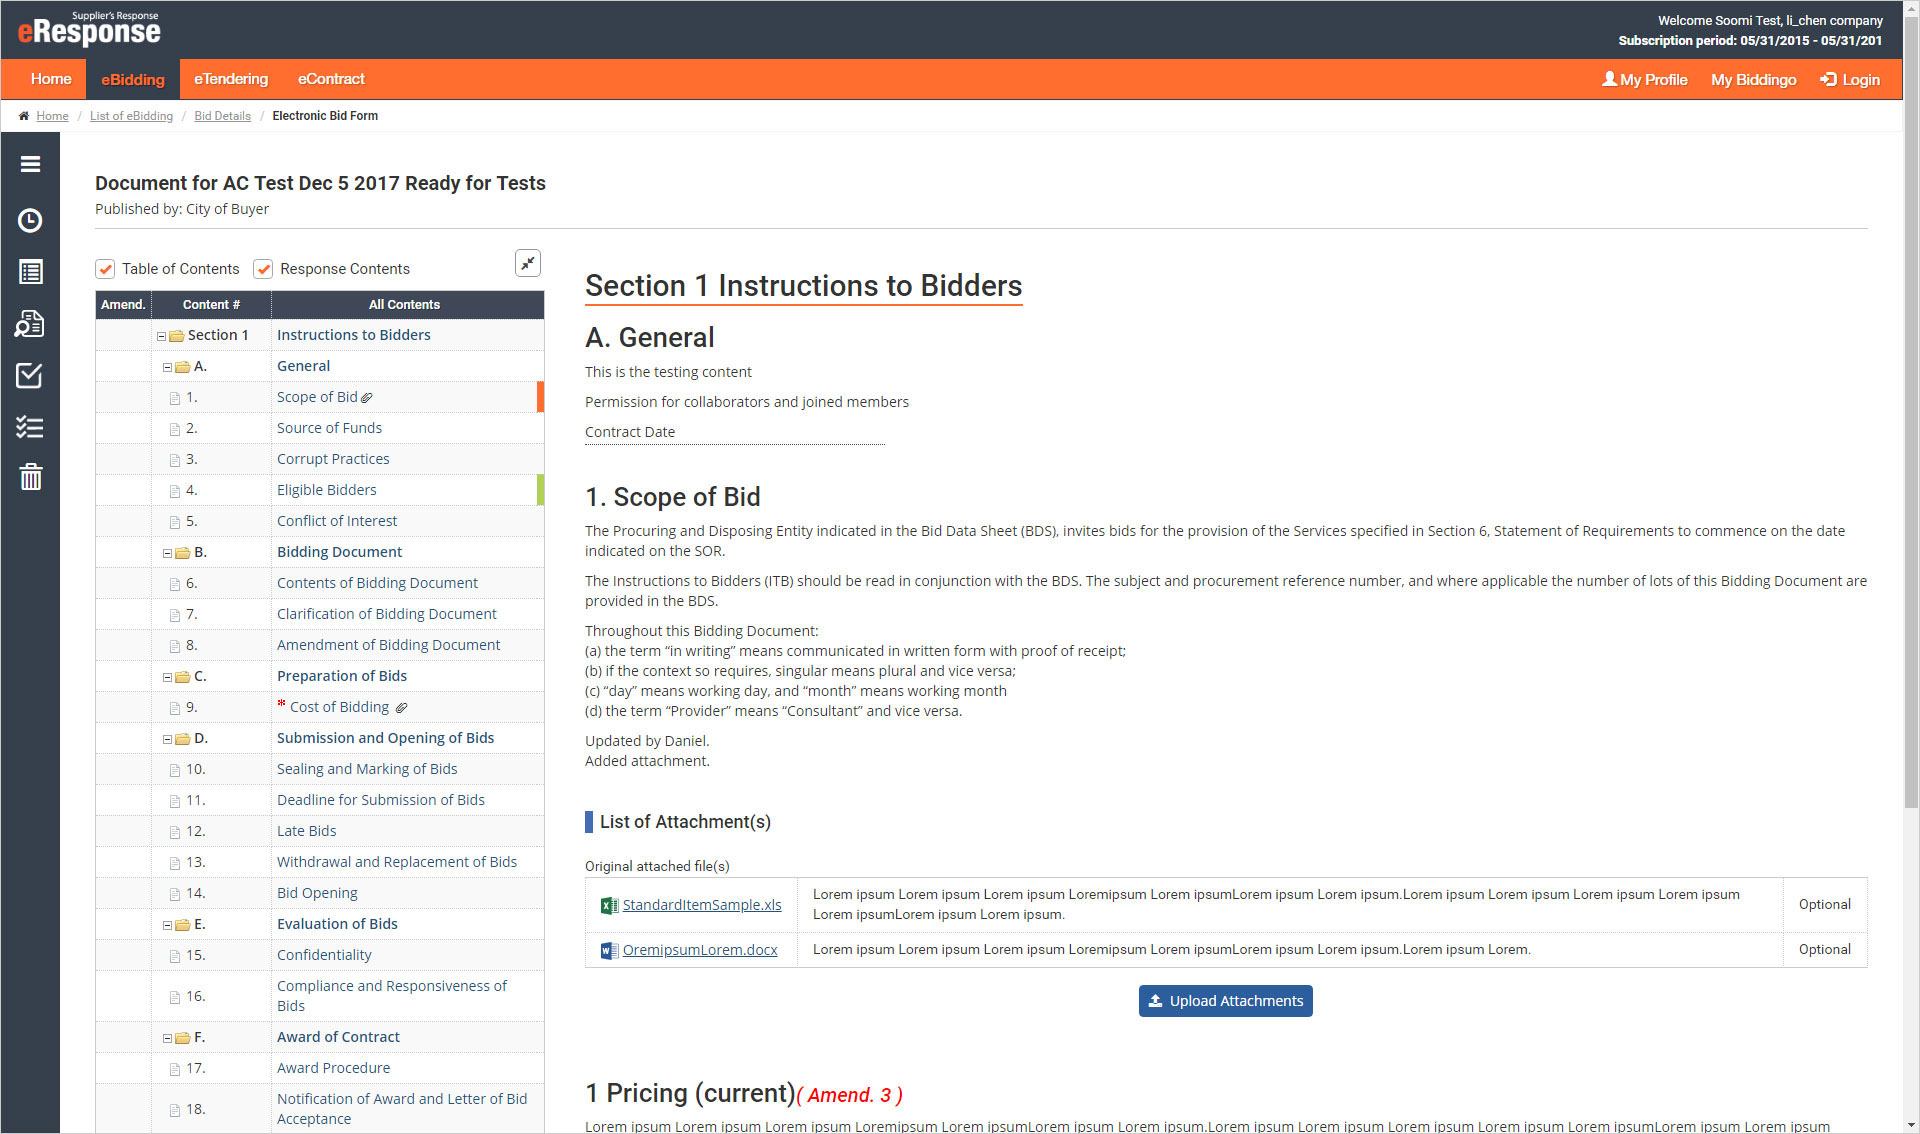 Supplier's Response
eResponse
Welcome Soomi Test, li_chen company
Subscription period: 05/31/2015 - 05/31/201
Home eBidding eTendering eContract My Profile My Biddingo Login
Home / List of eBidding / Bid Details / Electronic Bid Form
Document for AC Test Dec 5 2017 Ready for Tests
Published by: City of Buyer
Table of Contents Response Contents
Amend. Content # All Contents
Section 1 Instructions to Bidders
A. General
1. Scope of Bid
2. Source of Funds
3. Corrupt Practices
4. Eligible Bidders
5. Conflict of Interest
B. Bidding Document
6. Contents of Bidding Document
7. Clarification of Bidding Document
8. Amendment of Bidding Document
C. Preparation of Bids
9. * Cost of Bidding
D. Submission and Opening of Bids
10. Sealing and Marking of Bids
11. Deadline for Submission of Bids
12. Late Bids
13. Withdrawal and Replacement of Bids
14. Bid Opening
E. Evaluation of Bids
15. Confidentiality
16. Compliance and Responsiveness of
Bids
F. Award of Contract
17. Award Procedure
18. Notification of Award and Letter of Bid
Acceptance
Section 1 Instructions to Bidders
A. General
This is the testing content
Permission for collaborators and joined members
Contract Date
1. Scope of Bid
The Procuring and Disposing Entity indicated in the Bid Data Sheet (BDS), invites bids for the provision of the Services specified in Section 6, Statement of Requirements to commence on the date
indicated on the SOR.
The Instructions to Bidders (ITB) should be read in conjunction with the BDS. The subject and procurement reference number, and where applicable the number of lots of this Bidding Document are
provided in the BDS.
Throughout this Bidding Document:
(a) the term “in writing” means communicated in written form with proof of receipt;
(b) if the context so requires, singular means plural and vice versa;
(c) “day” means working day, and “month” means working month
(d) the term “Provider” means “Consultant” and vice versa.
Updated by Daniel.
Added attachment.
List of Attachment(s)
Original attached file(s)
StandardItemSample.xls Lorem ipsum Lorem ipsum Lorem ipsum Loremipsum Lorem ipsumLorem ipsum Lorem ipsum.Lorem ipsum Lorem ipsum Lorem ipsum Lorem ipsum Optional
Lorem ipsumLorem ipsum Lorem ipsum.
OremipsumLorem.docx Lorem ipsum Lorem ipsum Lorem ipsum Loremipsum Lorem ipsumLorem ipsum Lorem ipsum.Lorem ipsum Lorem. Optional
Upload Attachments
1 Pricing (current)( Amend. 3 )
Lorem ipsum Lorem ipsum Lorem ipsum Loremipsum Lorem ipsumLorem ipsum Lorem ipsum.Lorem ipsum Lorem ipsum Lorem ipsum Lorem ipsum Lorem ipsumLorem ipsum Lorem ipsum